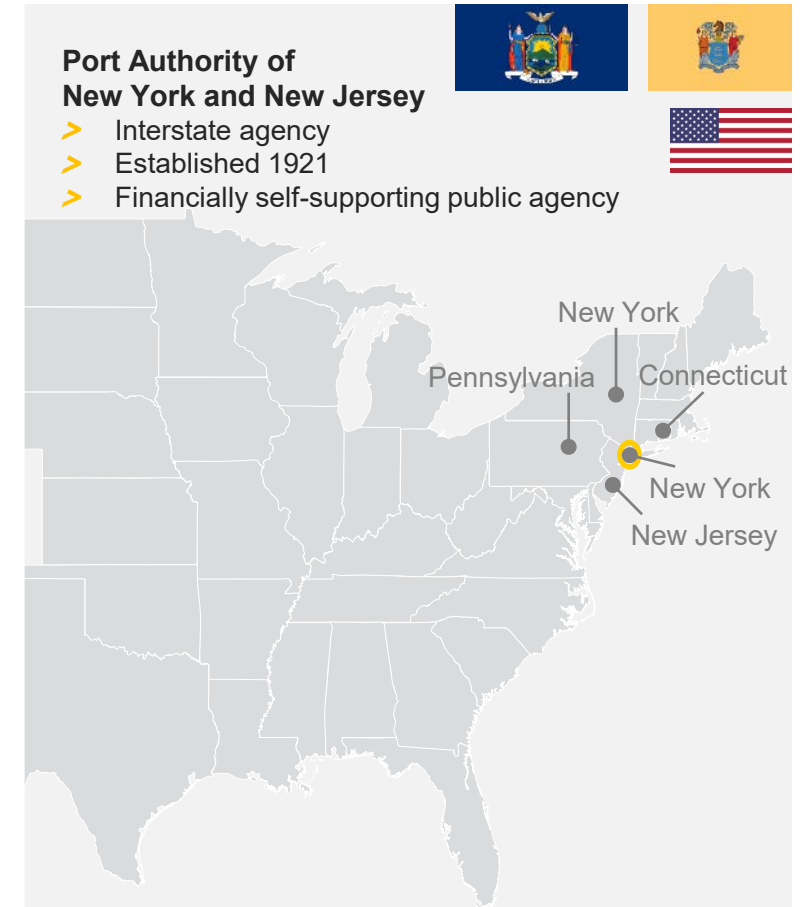 Port Authority of
New York and New Jersey
> Interstate agency
> Established 1921
> Financially self-supporting public agency
New York
Pennsylvania
Connecticut
New York
New Jersey